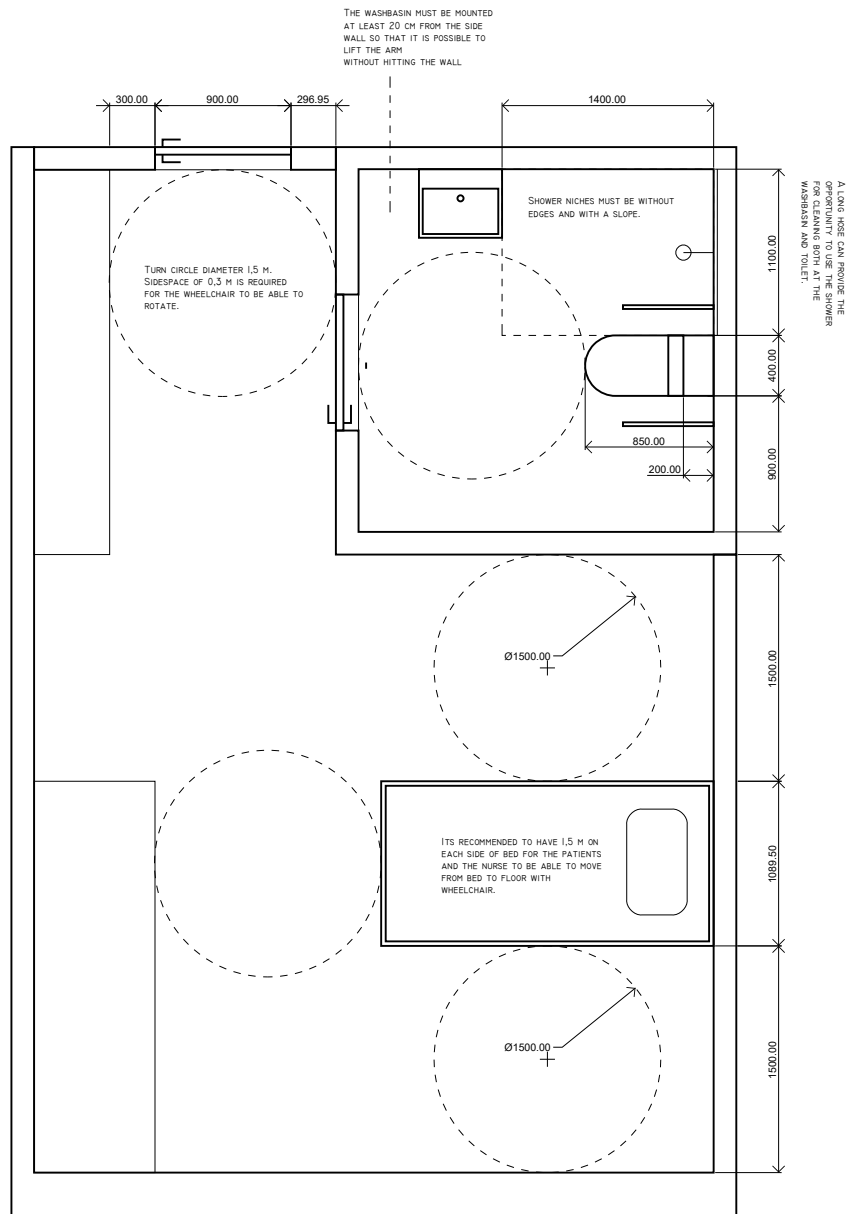 THE WASHBASIN MUST BE MOUNTED
AT LEAST 20 CM FROM THE SIDE
WALL SO THAT IT IS POSSIBLE TO
LIFT THE ARM
WITHOUT HITTING THE WALL
300.00
900.00
296.95
1400.00
A LONG HOSE CAN PROVIDE THE
OPPORTUNITY TO USE THE SHOWER
FOR CLEANING BOTH AT THE
WASHBASIN AND TOILET.
SHOWER NICHES MUST BE WITHOUT
EDGES AND WITH A SLOPE.
1100.00
TURN CIRCLE DIAMETER 1,5 M.
SIDESPACE OF 0,3 M IS REQUIRED
FOR THE WHEELCHAIR TO BE ABLE TO
ROTATE.
400.00
850.00
200.00
900.00
Ø1500.00
1500.00
ITS RECOMMENDED TO HAVE 1,5 M ON
EACH SIDE OF BED FOR THE PATIENTS
AND THE NURSE TO BE ABLE TO MOVE
FROM BED TO FLOOR WITH
WHEELCHAIR.
1089.50
Ø1500.00
1500.00